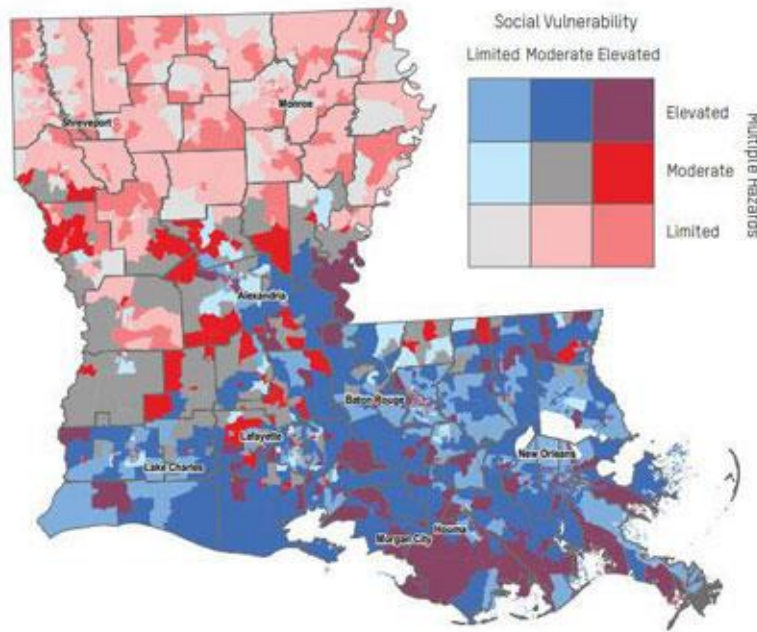 Social Vulnerability
Limited Moderate Elevated
Elevated
Moderate
Limited
Multiple Hazards
Shreveport
Monroe
Alexandria
Baton Rouge
Lafayette
Lake Charles
New Orleans
Houma
Morgan City